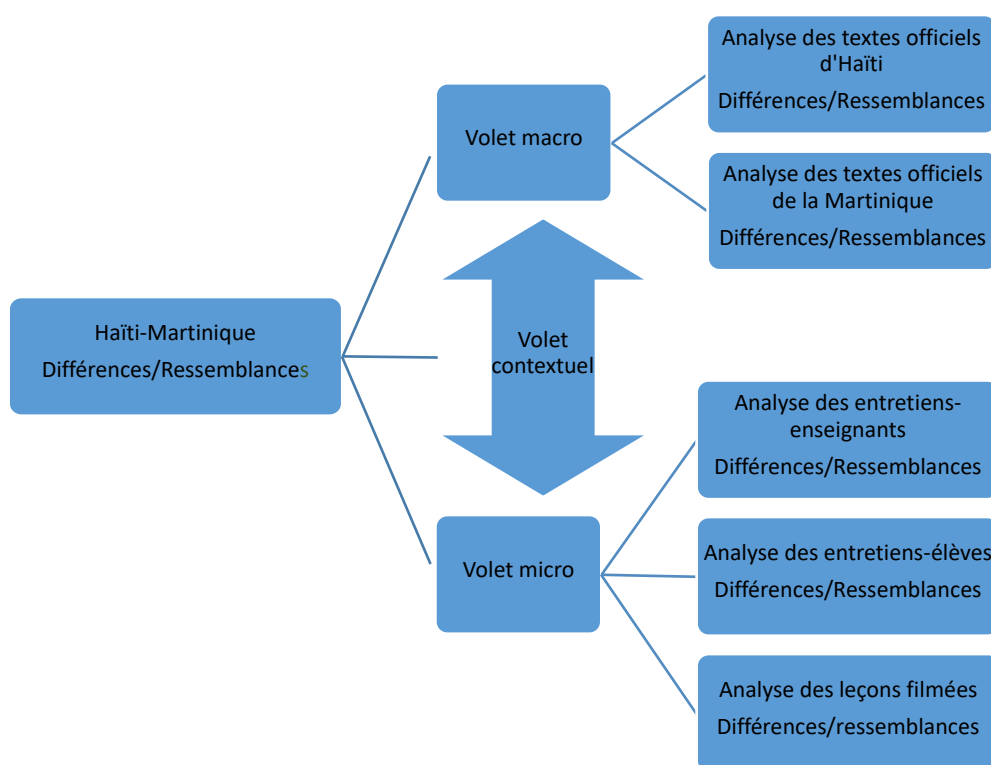 Haïti-Martinique
Différences/Ressemblances
Volet macro
Analyse des textes officiels
d'Haïti
Différences/Ressemblances
Analyse des textes officiels
de la Martinique
Différences/Ressemblances
Volet
contextuel
Volet micro
Analyse des entretiens-
enseignants
Différences/Ressemblances
Analyse des entretiens-élèves
Différences/Ressemblances
Analyse des leçons filmées
Différences/ressemblances